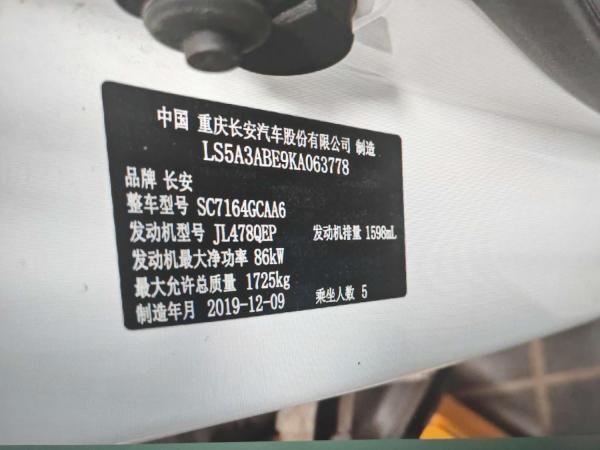 中国 重庆长安汽车股份有限公司 制造
LS5A3ABE9KA063778
品牌 长安
整车型号 SC7164GCAA6
发动机型号 JL478QEP 发动机排量 1598mL
发动机最大净功率 86kW
最大允许总质量 1725kg
制造年月 2019-12-09 乘坐人数 5